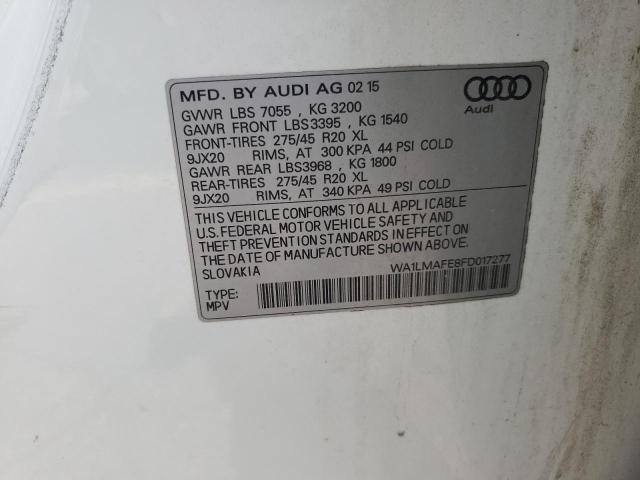 MFD. BY AUDI AG 02 15
GVWR LBS 7055 , KG 3200
GAWR FRONT LBS3395 , KG 1540
FRONT-TIRES 275/45 R20 XL
9JX20 RIMS, AT 300 KPA 44 PSI COLD
GAWR REAR LBS3968 , KG 1800
REAR-TIRES 275/45 R20 XL
9JX20 RIMS, AT 340 KPA 49 PSI COLD
Audi
THIS VEHICLE CONFORMS TO ALL APPLICABLE
U.S.FEDERAL MOTOR VEHICLE SAFETY AND
THEFT PREVENTION STANDARDS IN EFFECT ON
THE DATE OF MANUFACTURE SHOWN ABOVE.
SLOVAKIA
WA1LMAFE8FD017277
TYPE:
MPV